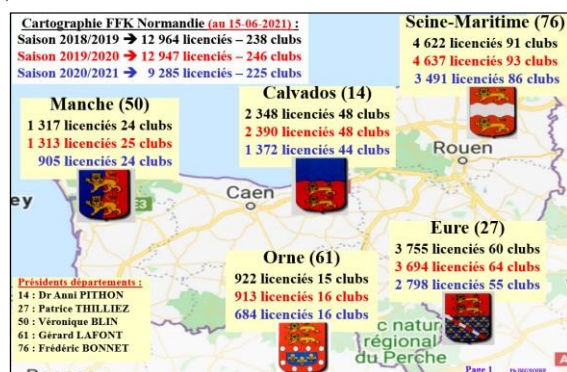 Cartographie FFK Normandie (au 15-06-2021) :
Saison 2018/2019 → 12 964 licenciés – 238 clubs
Saison 2019/2020 → 12 947 licenciés – 246 clubs
Saison 2020/2021 → 9 285 licenciés – 225 clubs
Seine-Maritime (76)
4 622 licenciés 91 clubs
4 637 licenciés 93 clubs
3 491 licenciés 86 clubs
Manche (50)
1 317 licenciés 24 clubs
1 313 licenciés 25 clubs
905 licenciés 24 clubs
Calvados (14)
2 348 licenciés 48 clubs
2 390 licenciés 48 clubs
1 372 licenciés 44 clubs
Rouen
ey
E3
Caen
Eure (27)
3 755 licenciés 60 clubs
3 694 licenciés 64 clubs
2 798 licenciés 55 clubs
Orne (61)
922 licenciés 15 clubs
913 licenciés 16 clubs
684 licenciés 16 clubs
Présidents départements :
14 : Dr Anni PITHON
27 : Patrice THILLIEZ
50 : Véronique BLIN
61 : Gérard LAFONT
76 : Frédéric BONNET
c natur
régional
du Perche
Page 1
A